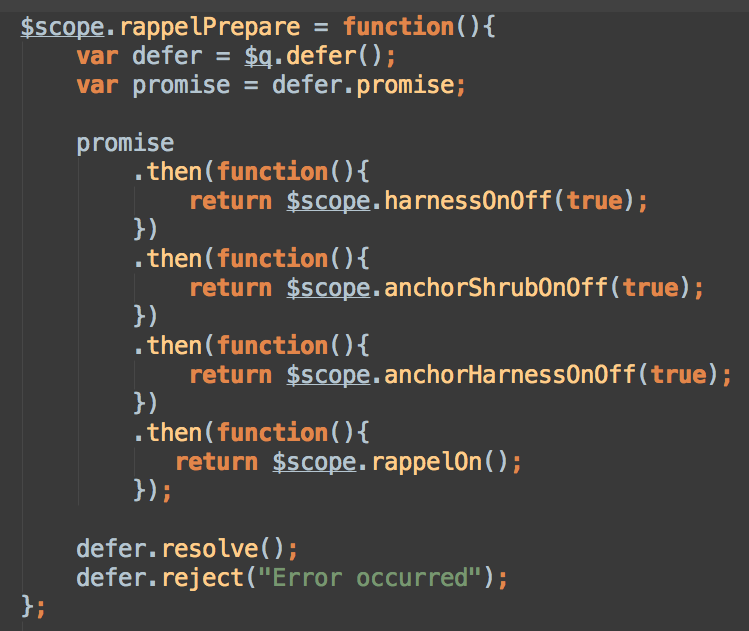 $scope.rappelPrepare = function(){
    var defer = $q.defer();
    var promise = defer.promise;

    promise
        .then(function(){
            return $scope.harnessOnOff(true);
        })
        .then(function(){
            return $scope.anchorShrubOnOff(true);
        })
        .then(function(){
            return $scope.anchorHarnessOnOff(true);
        })
        .then(function(){
           return $scope.rappelOn();
        });

    defer.resolve();
    defer.reject("Error occurred");
};